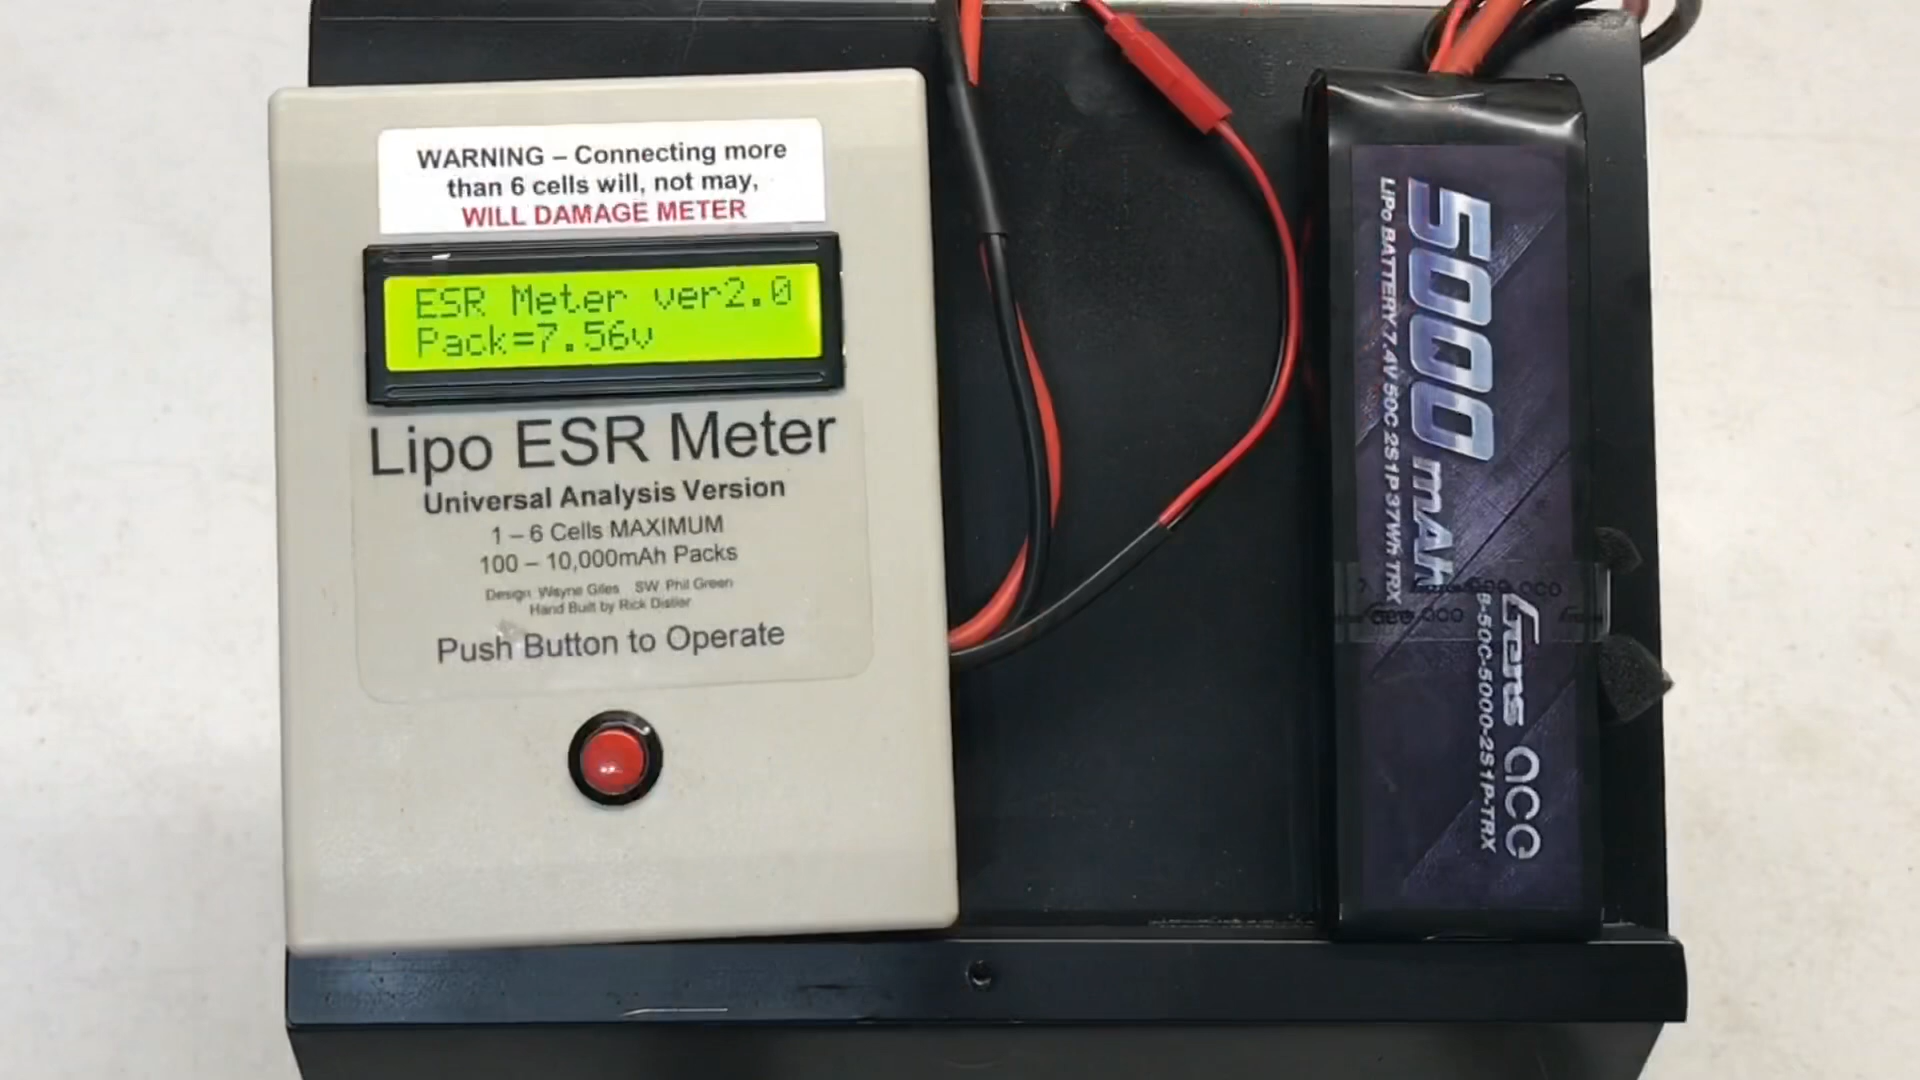 WARNING – Connecting more
than 6 cells will, not may,
WILL DAMAGE METER
ESR Meter ver2.0
Pack=7.56v
Lipo ESR Meter
Universal Analysis Version
1 – 6 Cells MAXIMUM
100 – 10,000mAh Packs
Design Wayne Giles SW Phil Green
Hand Built by Rick Distler
Push Button to Operate
5000 mAh
LiPo BATTERY 7.4V 50C 2S1P 37Wh TRX
Gens ace
B-50C-5000-2S1P-TRX